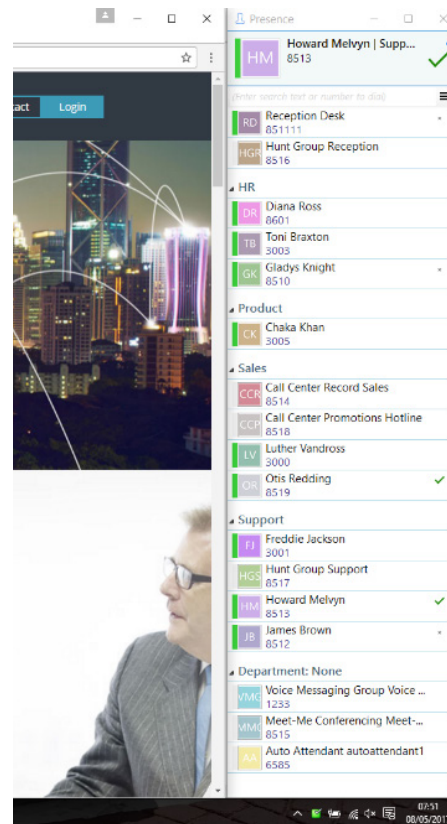 Presence
Howard Melvyn | Supp...
8513
Login
(Enter search text or number to dial)
RD Reception Desk
851111
HGR Hunt Group Reception
8516
HR
DR Diana Ross
8601
TB Toni Braxton
3003
GK Gladys Knight
8510
Product
CK Chaka Khan
3005
Sales
CCR Call Center Record Sales
8514
CCP Call Center Promotions Hotline
8518
LV Luther Vandross
3000
OR Otis Redding
8519
Support
FJ Freddie Jackson
3001
HGS Hunt Group Support
8517
HM Howard Melvyn
8513
JB James Brown
8512
Department: None
VMG Voice Messaging Group Voice ...
1233
MMC Meet-Me Conferencing Meet-...
8515
AA Auto Attendant autoattendant1
6585
07:51
08/05/201